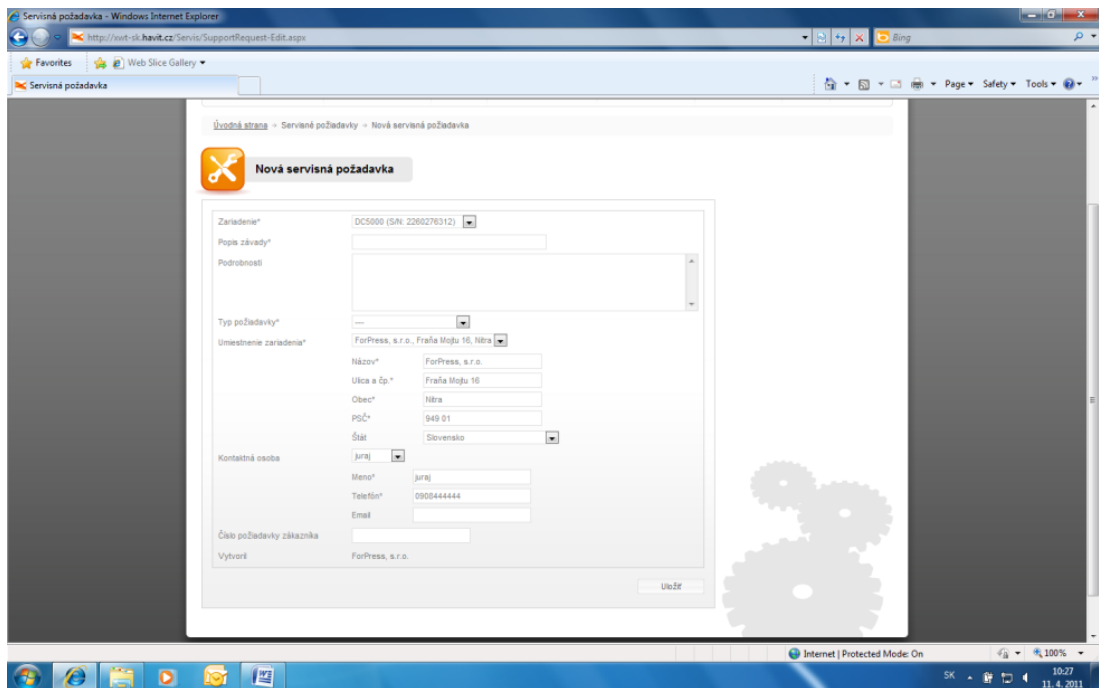 Servisná požadavka - Windows Internet Explorer
http://xwt-sk.havit.cz/Servis/SupportRequest-Edit.aspx
Bing
Favorites
Web Slice Gallery
Servisná požadavka
Page
Safety
Tools
Úvodná strana
Servisné požiadavky
Nová servisná požiadavka
Nová servisná požadavka
Zariadenie*
DC5000 (S/N: 2260276312)
Popis závady*
Podrobnosti
Typ požiadavky*
---
Umiestnenie zariadenia*
ForPress, s.r.o., Fraňa Mojtu 16, Nitra
Názov*
ForPress, s.r.o.
Ulica a čp.*
Fraňa Mojtu 16
Obec*
Nitra
PSČ*
949 01
Štát
Slovensko
Kontaktná osoba
juraj
Meno*
juraj
Telefón*
0908444444
Email
Číslo požiadavky zákazníka
Vytvoril
ForPress, s.r.o.
Uložiť
Internet | Protected Mode: On
100%
SK
10:27
11. 4. 2011